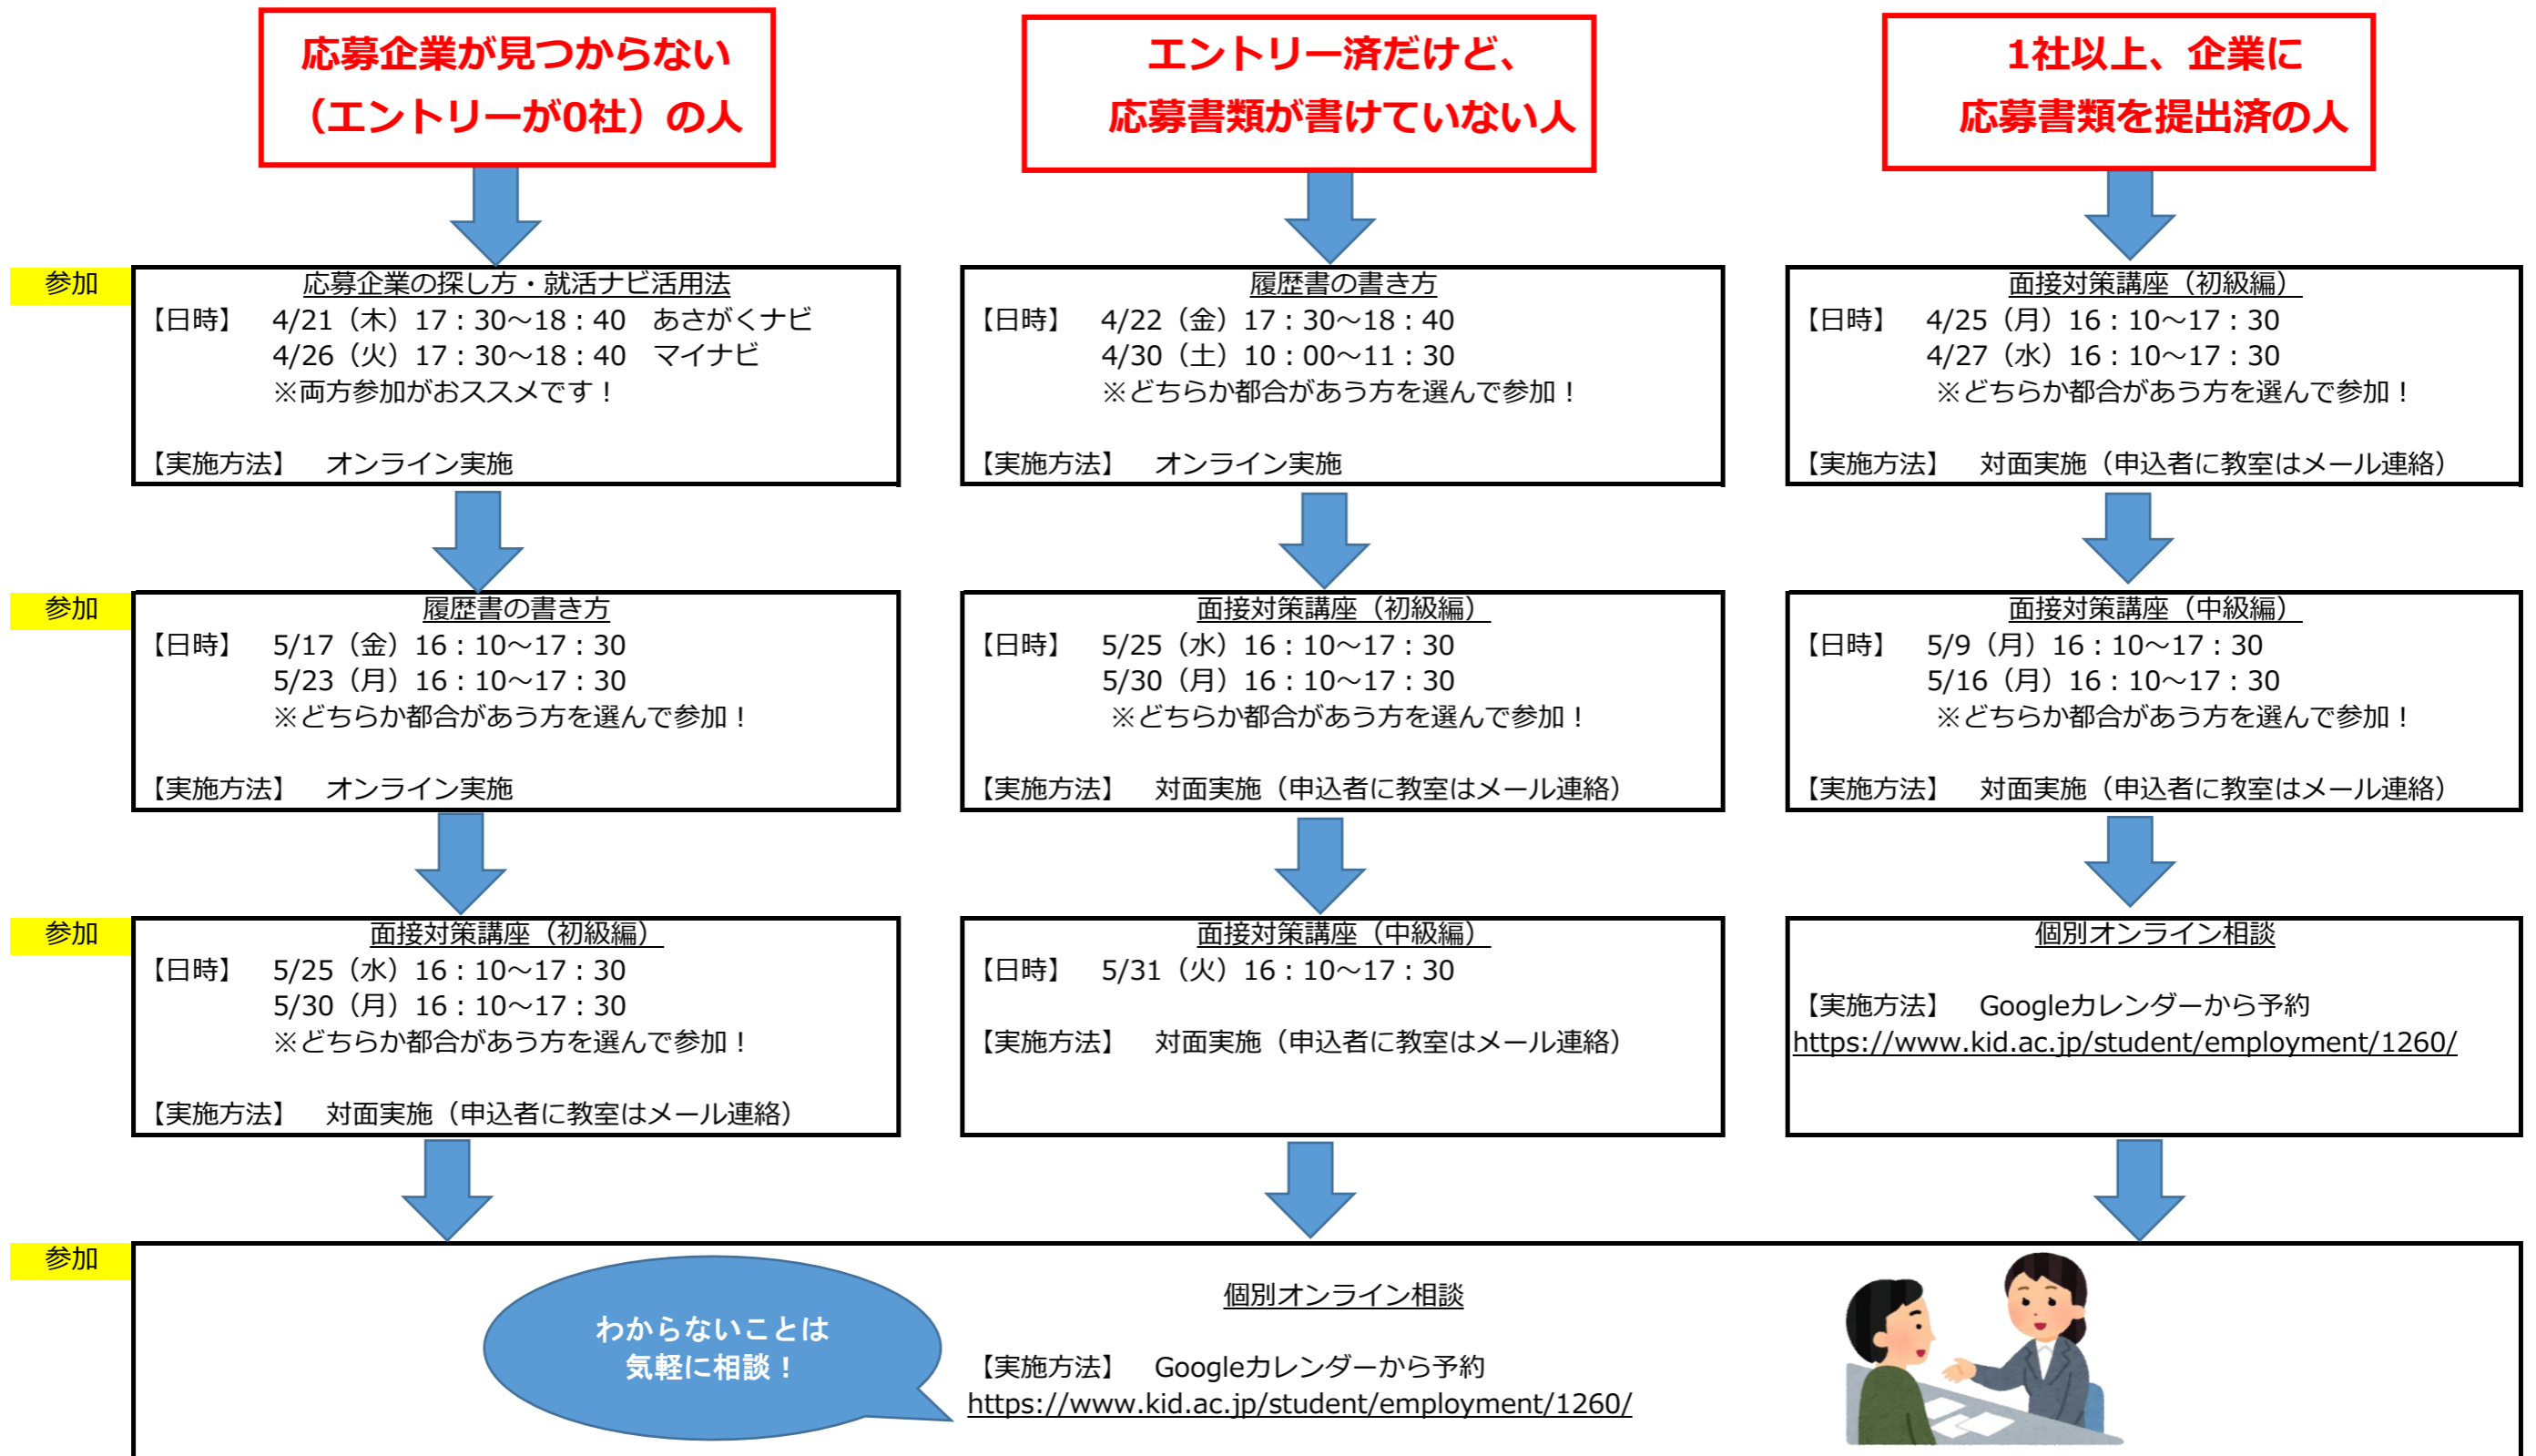 応募企業が見つからない
（エントリーが0社）の人
エントリー済だけど、
応募書類が書けていない人
1社以上、企業に
応募書類を提出済の人
参加
応募企業の探し方・就活ナビ活用法
【日時】　4/21（木）17：30～18：40　あさがくナビ
4/26（火）17：30～18：40　マイナビ
※両方参加がおススメです！
【実施方法】　オンライン実施
履歴書の書き方
【日時】　4/22（金）17：30～18：40
4/30（土）10：00～11：30
※どちらか都合があう方を選んで参加！
【実施方法】　オンライン実施
面接対策講座（初級編）
【日時】　4/25（月）16：10～17：30
4/27（水）16：10～17：30
※どちらか都合があう方を選んで参加！
【実施方法】　対面実施（申込者に教室はメール連絡）
参加
履歴書の書き方
【日時】　5/17（金）16：10～17：30
5/23（月）16：10～17：30
※どちらか都合があう方を選んで参加！
【実施方法】　オンライン実施
面接対策講座（初級編）
【日時】　5/25（水）16：10～17：30
5/30（月）16：10～17：30
※どちらか都合があう方を選んで参加！
【実施方法】　対面実施（申込者に教室はメール連絡）
面接対策講座（中級編）
【日時】　5/9（月）16：10～17：30
5/16（月）16：10～17：30
※どちらか都合があう方を選んで参加！
【実施方法】　対面実施（申込者に教室はメール連絡）
参加
面接対策講座（初級編）
【日時】　5/25（水）16：10～17：30
5/30（月）16：10～17：30
※どちらか都合があう方を選んで参加！
【実施方法】　対面実施（申込者に教室はメール連絡）
面接対策講座（中級編）
【日時】　5/31（火）16：10～17：30
【実施方法】　対面実施（申込者に教室はメール連絡）
個別オンライン相談
【実施方法】　Googleカレンダーから予約
https://www.kid.ac.jp/student/employment/1260/
参加
わからないことは
気軽に相談！
個別オンライン相談
【実施方法】　Googleカレンダーから予約
https://www.kid.ac.jp/student/employment/1260/